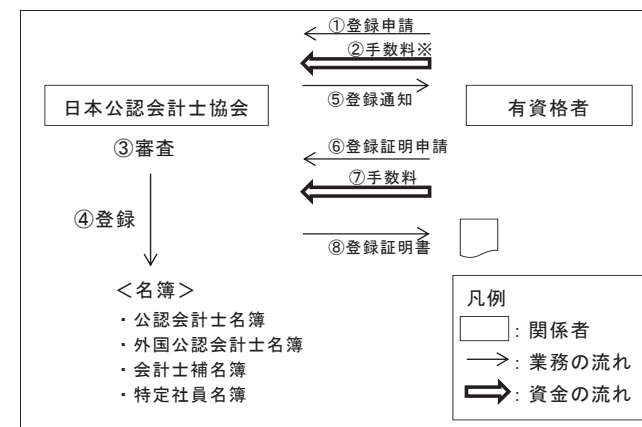 ①登録申請
②手数料※
⑤登録通知
日本公認会計士協会
有資格者
③審査
⑥登録証明申請
⑦手数料
④登録
⑧登録証明書
＜名簿＞
・公認会計士名簿
・外国公認会計士名簿
・会計士補名簿
・特定社員名簿
凡例
：関係者
：業務の流れ
：資金の流れ